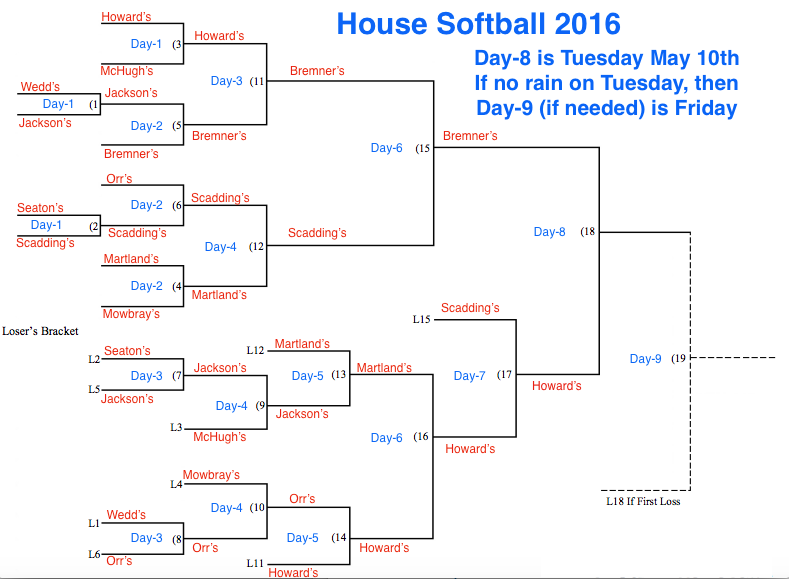 House Softball 2016
Day-8 is Tuesday May 10th
If no rain on Tuesday, then
Day-9 (if needed) is Friday
Howard's
Day-1 (3
McHugh's
Howard's
Wedd's
Day-1 (1
Jackson's
Jackson's
Day-2 (5
Bremner's
Day-3 (11
Bremner's
Bremner's
Orr's
Day-2 (6
Seaton's
Day-1 (2
Scadding's
Scadding's
Scadding's
Day-4 (12
Martland's
Day-2 (4
Mowbray's
Martland's
Scadding's
Day-6 (15
Bremner's
Day-8 (18
Loser's Bracket
L2 Seaton's
Day-3 (7
L5 Jackson's
Jackson's
Day-4 (9
L3 McHugh's
L12 Martland's
Day-5 (13
Jackson's
Martland's
Day-6 (16
L15 Scadding's
Day-7 (17
Howard's
Howard's
L4 Mowbray's
Day-4 (10
L1 Wedd's
Day-3 (8
L6 Orr's
Orr's
Orr's
Day-5 (14
L11 Howard's
Howard's
Day-9 (19
L18 If First Loss